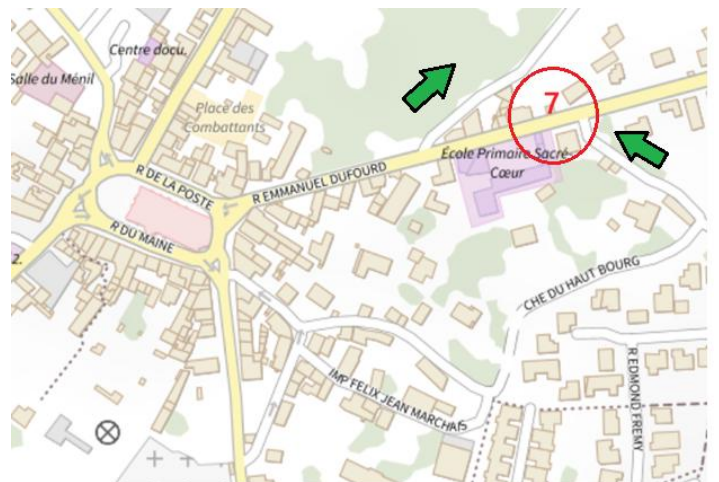 Centre docu.
Salle du Ménil
Place des
Combattants
7
École Primaire Sacré-
Cœur
R DE LA POSTE
R EMMANUEL DUFOURD
R DU MAINE
2.
CHE DU HAUT BOURG
IMP FELIX JEAN MARCHAIS
R EDMOND FREMY